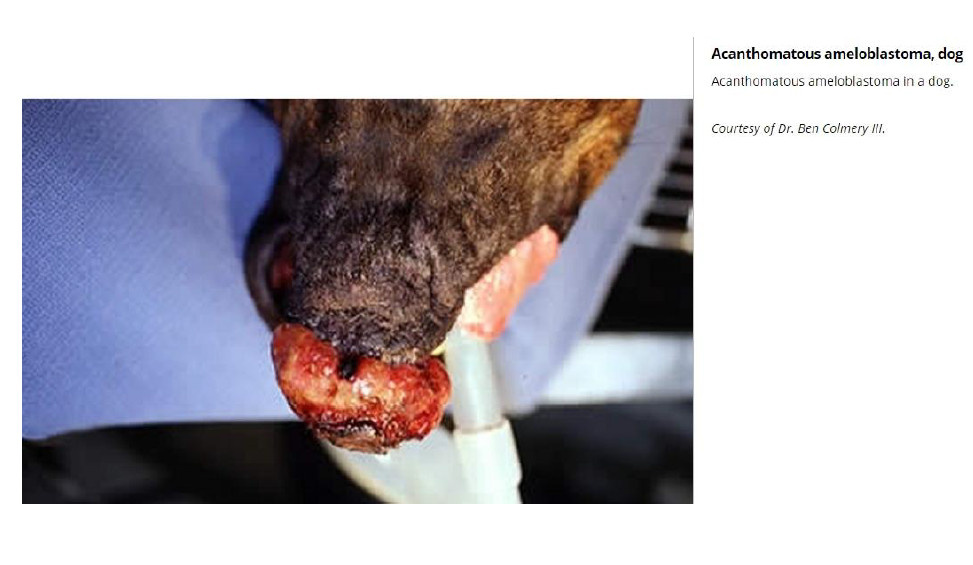 Acanthomatous ameloblastoma, dog
Acanthomatous ameloblastoma in a dog.
Courtesy of Dr. Ben Colmery III.